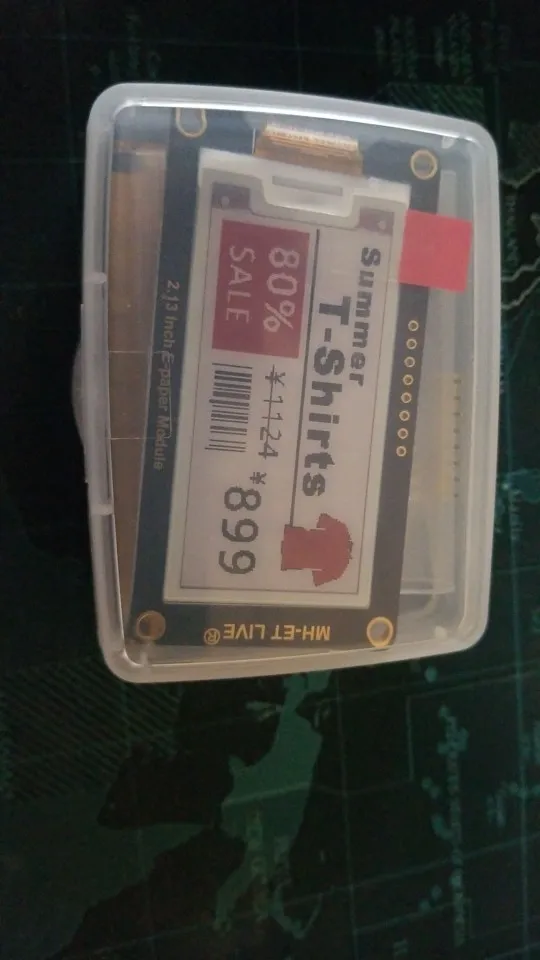 Summer
T-Shirts
80%
SALE
¥1124
¥899
2.13 Inch E-paper Module
MH-ET LIVE®